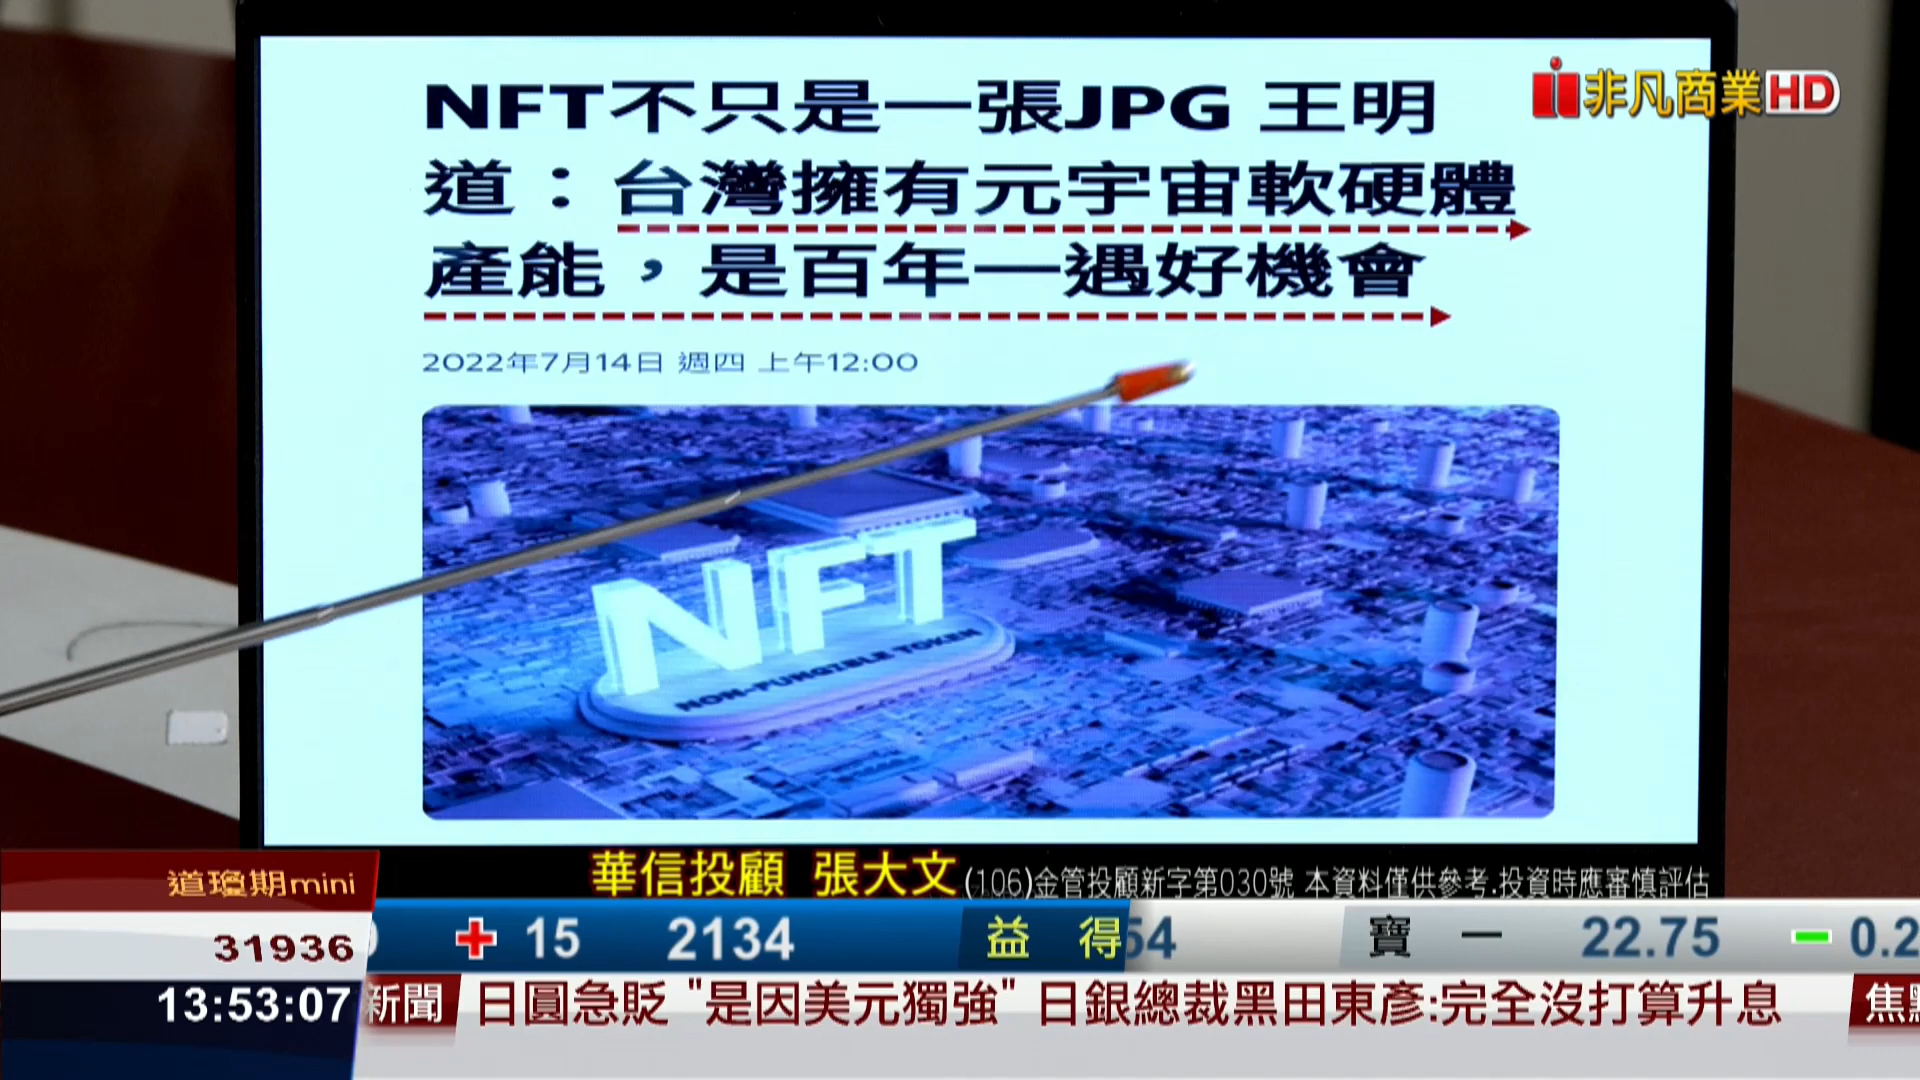 NFT不只是一張JPG 王明
道：台灣擁有元宇宙軟硬體
產能，是百年一遇好機會
2022年7月14日 週四 上午12:00
非凡商業HD
NFT
NON-FUNGIBLE TOKEN
華信投顧 張大文 (106)金管投顧新字第030號 本資料僅供參考.投資時應審慎評估
道瓊期mini
31936
13:53:07
15 2134 益得 54 寶一 22.75 0.2
新聞 日圓急貶 "是因美元獨強" 日銀總裁黑田東彥:完全沒打算升息